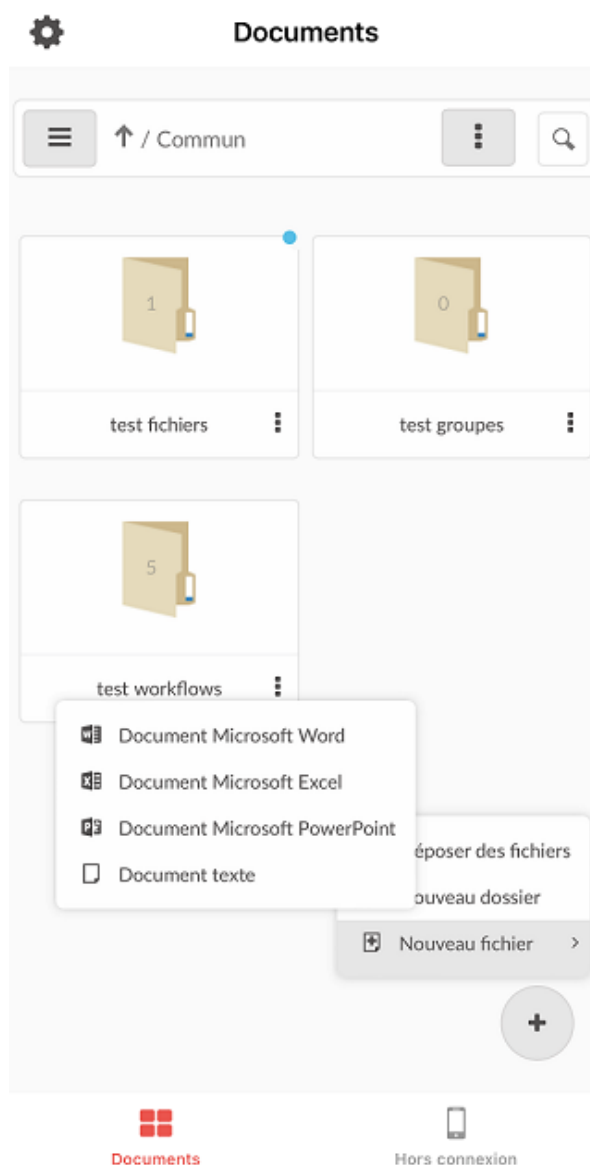 Documents
/ Commun
1
0
test fichiers
test groupes
5
test workflows
Document Microsoft Word
Document Microsoft Excel
Document Microsoft PowerPoint
Document texte
époser des fichiers
ouveau dossier
Nouveau fichier
Documents
Hors connexion